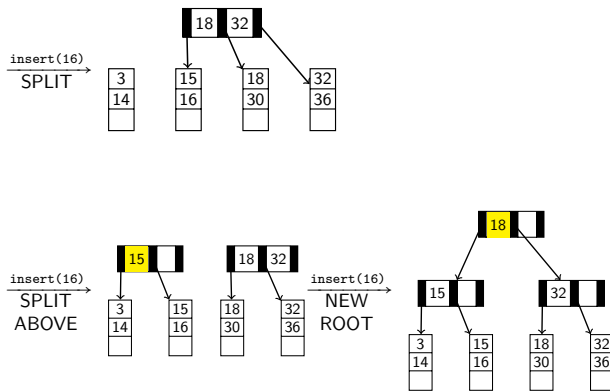 18 32
insert(16)
SPLIT
3 15 18 32
14 16 30 36
18
15 18 32
insert(16)
SPLIT
ABOVE
insert(16)
NEW
ROOT
15 32
3 15 18 32
14 16 30 36
3 15 18 32
14 16 30 36